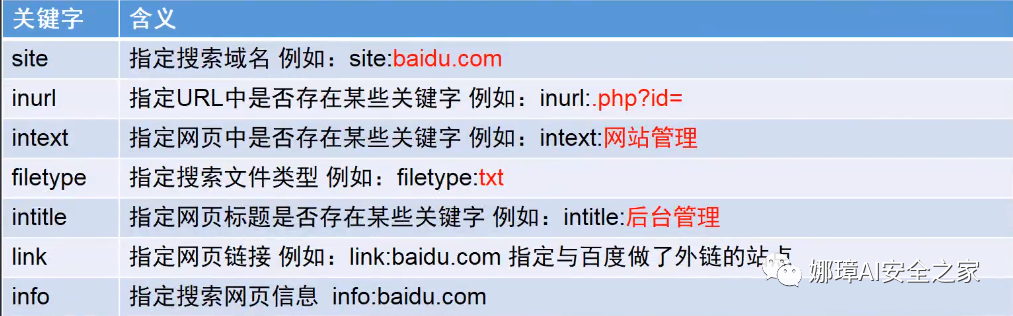 关键字 含义
site 指定搜索域名 例如：site:baidu.com
inurl 指定URL中是否存在某些关键字 例如：inurl:.php?id=
intext 指定网页中是否存在某些关键字 例如：intext:网站管理
filetype 指定搜索文件类型 例如：filetype:txt
intitle 指定网页标题是否存在某些关键字 例如：intitle:后台管理
link 指定网页链接 例如：link:baidu.com 指定与百度做了外链的站点
info 指定搜索网页信息 info:baidu.com
娜璋AI安全之家